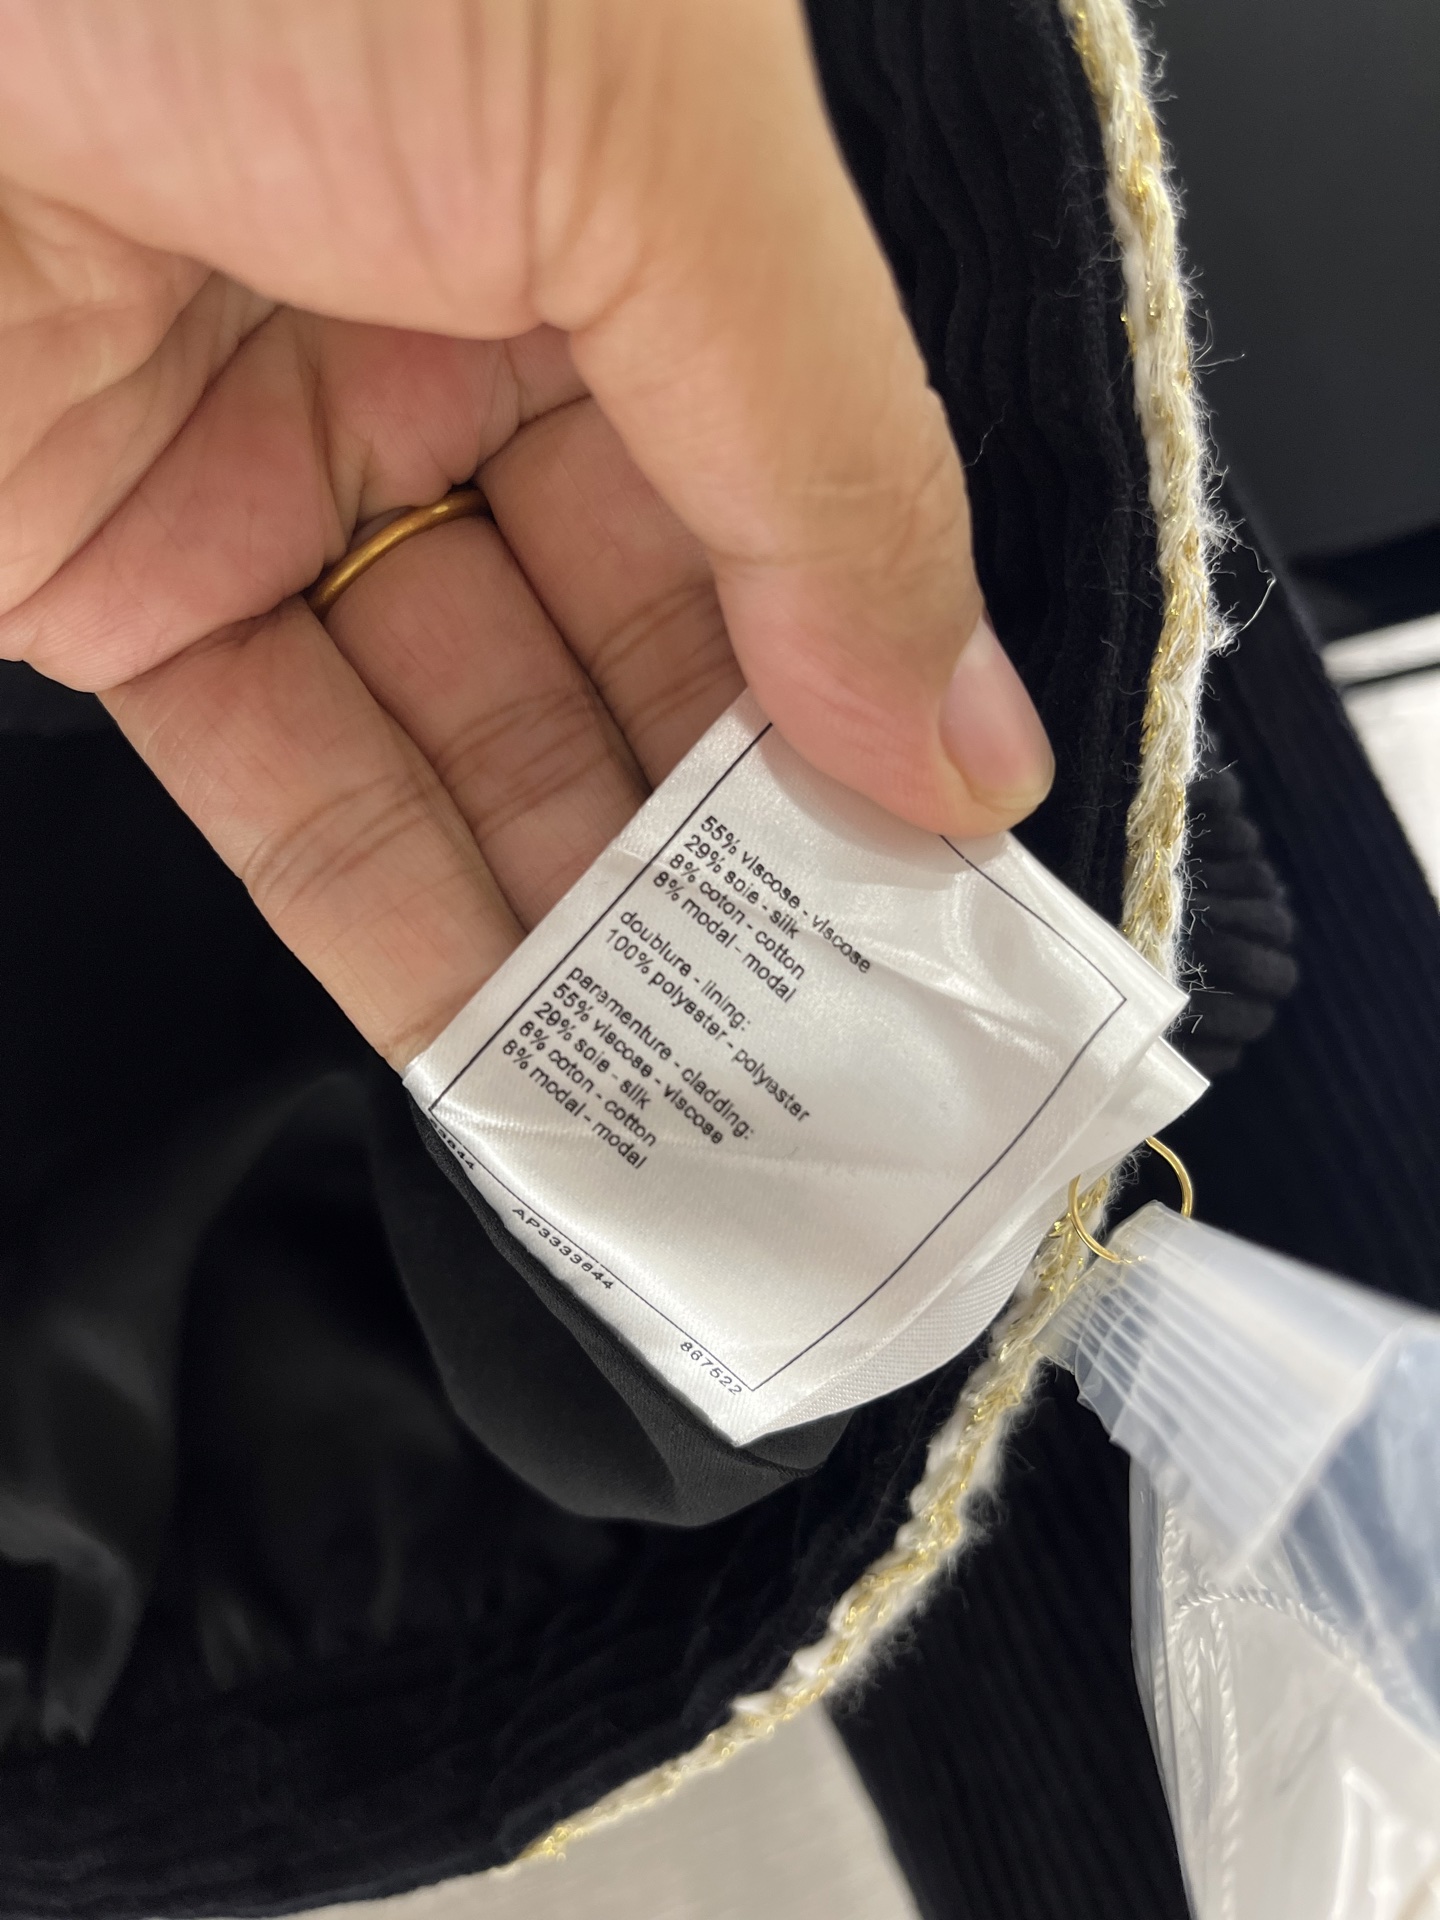 55% viscose - viscose
29% soie - silk
8% coton - cotton
8% modal - modal
doublure - lining:
100% polyester - polyester
parementure - cladding:
55% viscose - viscose
29% soie - silk
8% coton - cotton
8% modal - modal
AP3339644
867522